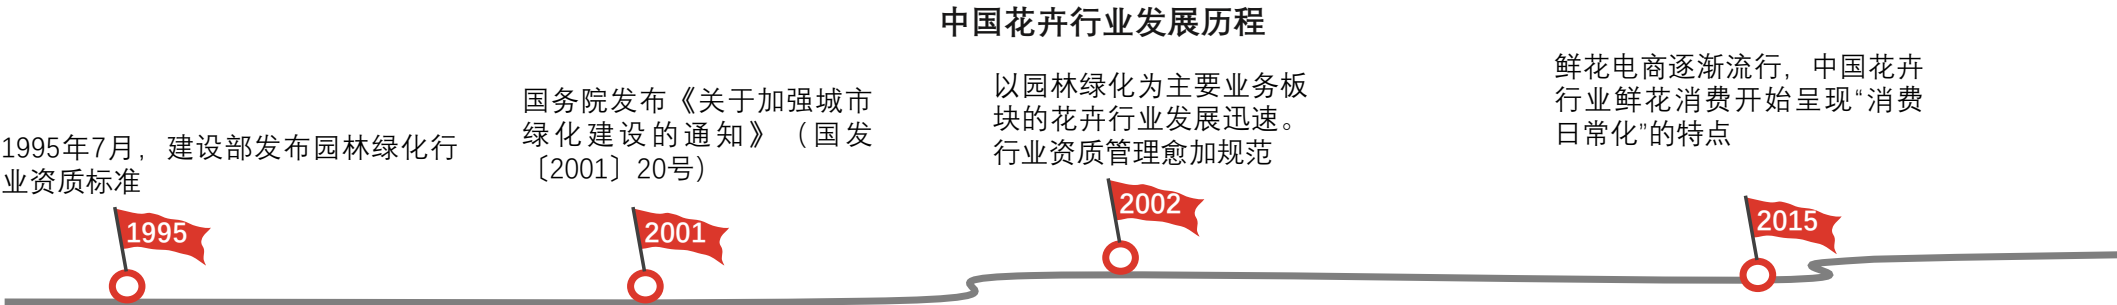 中国花卉行业发展历程
1995年7月，建设部发布园林绿化行
业资质标准
1995
国务院发布《关于加强城市
绿化建设的通知》（国发
〔2001〕20号）
2001
以园林绿化为主要业务板
块的花卉行业发展迅速。
行业资质管理愈加规范
2002
鲜花电商逐渐流行，中国花卉
行业鲜花消费开始呈现“消费
日常化”的特点
2015